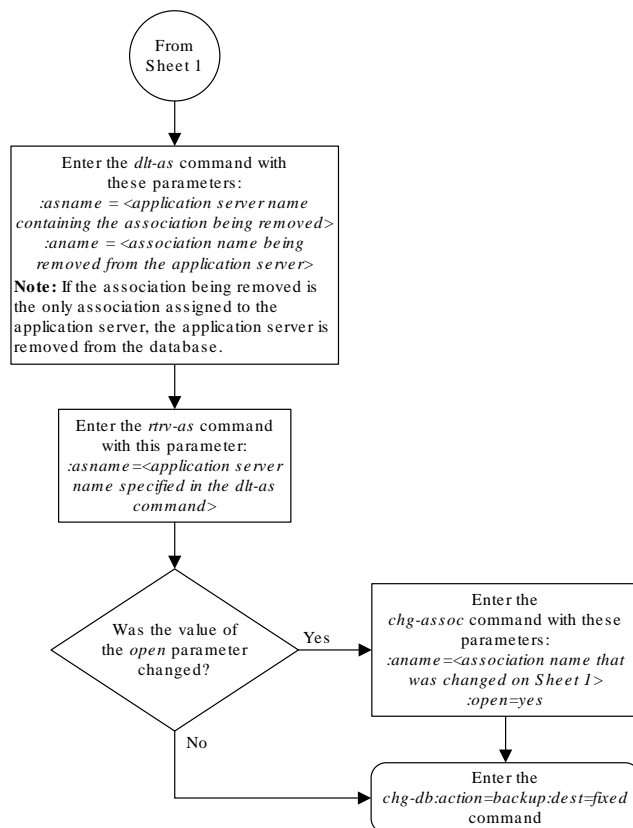 From
Sheet 1
Enter the dlt-as command with
these parameters:
:asname = <application server name
containing the association being removed>
:aname = <association name being
removed from the application server>
Note: If the association being removed is
the only association assigned to the
application server, the application server is
removed from the database.
Enter the rtrv-as command
with this parameter:
:asname=<application server
name specified in the dlt-as
command>
Was the value of
the open parameter
changed?
Yes
No
Enter the
chg-assoc command with these
parameters:
:aname=<association name that
was changed on Sheet 1>
:open=yes
Enter the
chg-db:action=backup:dest=fixed
command